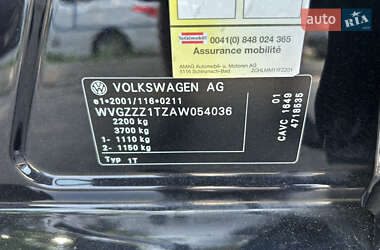 auto RIA
Totalmobil!
0041(0) 848 024 365
Assurance mobilité
AMAG Automobil- u. Motoren AG
5116 Schinznach-Bad
VOLKSWAGEN AG
e1*2001/116*0211
WVGZZZ1TZAW054036
2200 kg
3700 kg
1- 1110 kg
2- 1150 kg
Typ 1T
01
CAVC 1649
4718535